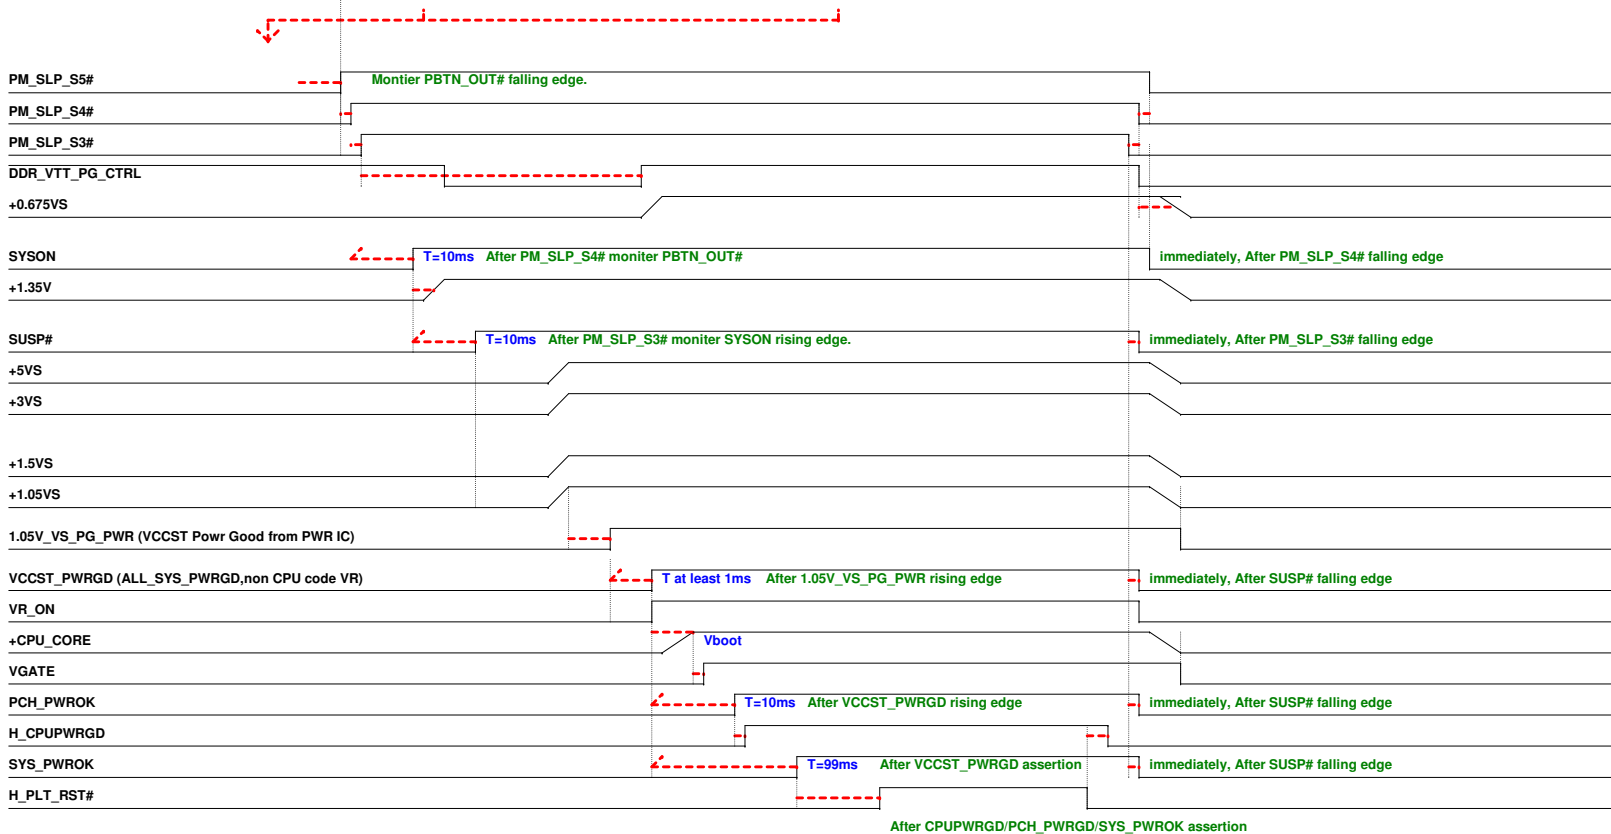 PM_SLP_S5# Montier PBTN_OUT# falling edge.
PM_SLP_S4#
PM_SLP_S3#
DDR_VTT_PG_CTRL
+0.675VS
SYSON T=10ms After PM_SLP_S4# moniter PBTN_OUT# immediately, After PM_SLP_S4# falling edge
+1.35V
SUSP# T=10ms After PM_SLP_S3# moniter SYSON rising edge. immediately, After PM_SLP_S3# falling edge
+5VS
+3VS
+1.5VS
+1.05VS
1.05V_VS_PG_PWR (VCCST Powr Good from PWR IC)
VCCST_PWRGD (ALL_SYS_PWRGD,non CPU code VR) T at least 1ms After 1.05V_VS_PG_PWR rising edge immediately, After SUSP# falling edge
VR_ON
+CPU_CORE Vboot
VGATE
PCH_PWROK T=10ms After VCCST_PWRGD rising edge immediately, After SUSP# falling edge
H_CPUPWRGD
SYS_PWROK T=99ms After VCCST_PWRGD assertion immediately, After SUSP# falling edge
H_PLT_RST#
After CPUPWRGD/PCH_PWRGD/SYS_PWROK assertion